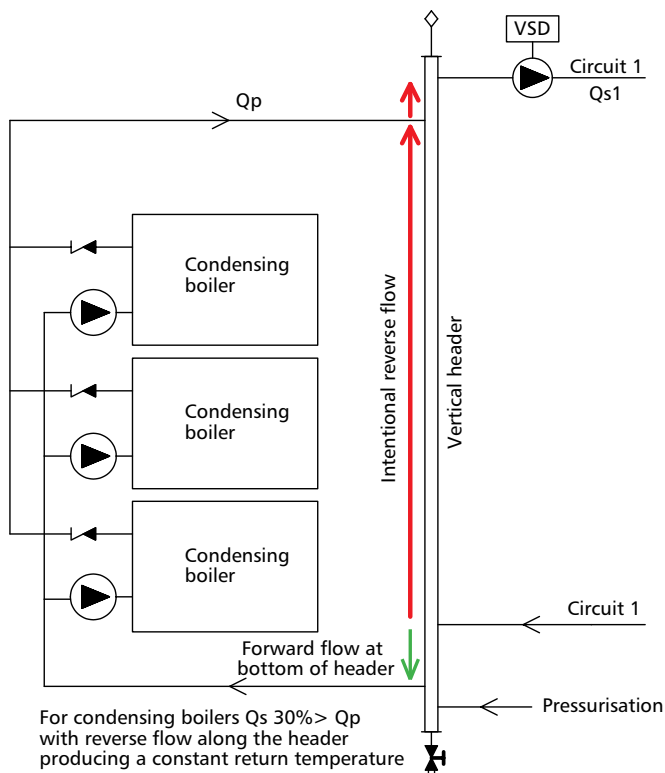 VSD
Circuit 1
Qs1
Qp
Condensing
boiler
Condensing
boiler
Condensing
boiler
Intentional reverse flow
Vertical header
Circuit 1
Forward flow at
bottom of header
Pressurisation
For condensing boilers Qs 30%> Qp
with reverse flow along the header
producing a constant return temperature